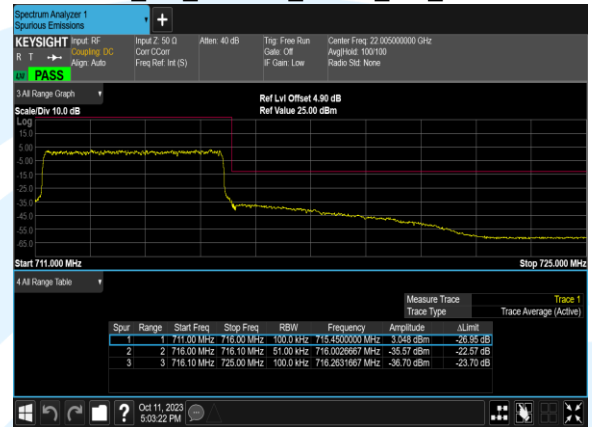 Spectrum Analyzer 1
Spurious Emissions
+
KEYSIGHT Input: RF Input Z: 50 Ω Atten: 40 dB Trig: Free Run Center Freq: 22.005000000 GHz
R T Coupling: DC Corr CCorr Gate: Off Avg|Hold: 100/100
Align: Auto Freq Ref: Int (S) IF Gain: Low Radio Std: None
PASS
3 All Range Graph
Ref Lvl Offset 4.90 dB
Scale/Div 10.0 dB Ref Value 25.00 dBm
Log
15.0
5.00
-5.00
-15.0
-25.0
-35.0
-45.0
-55.0
-65.0
Start 711.000 MHz Stop 725.000 MHz
4 All Range Table
Measure Trace Trace 1
Trace Type Trace Average (Active)
Spur Range Start Freq Stop Freq RBW Frequency Amplitude ΔLimit
1 1 711.00 MHz 716.00 MHz 100.0 kHz 715.4500000 MHz 3.048 dBm -26.95 dB
2 2 716.00 MHz 716.10 MHz 51.00 kHz 716.0026667 MHz -35.57 dBm -22.57 dB
3 3 716.10 MHz 725.00 MHz 100.0 kHz 716.2631667 MHz -36.70 dBm -23.70 dB
? Oct 11, 2023
5:03:22 PM